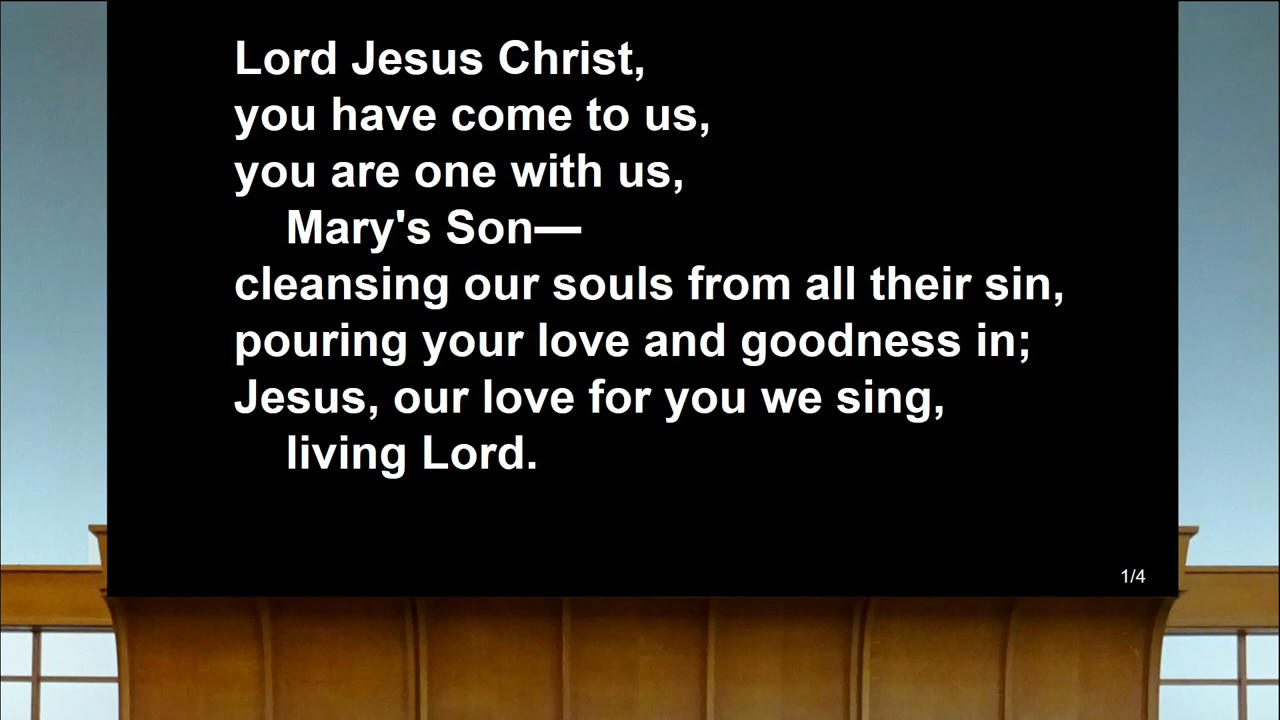 Lord Jesus Christ,
you have come to us,
you are one with us,
Mary's Son—
cleansing our souls from all their sin,
pouring your love and goodness in;
Jesus, our love for you we sing,
living Lord.
1/4